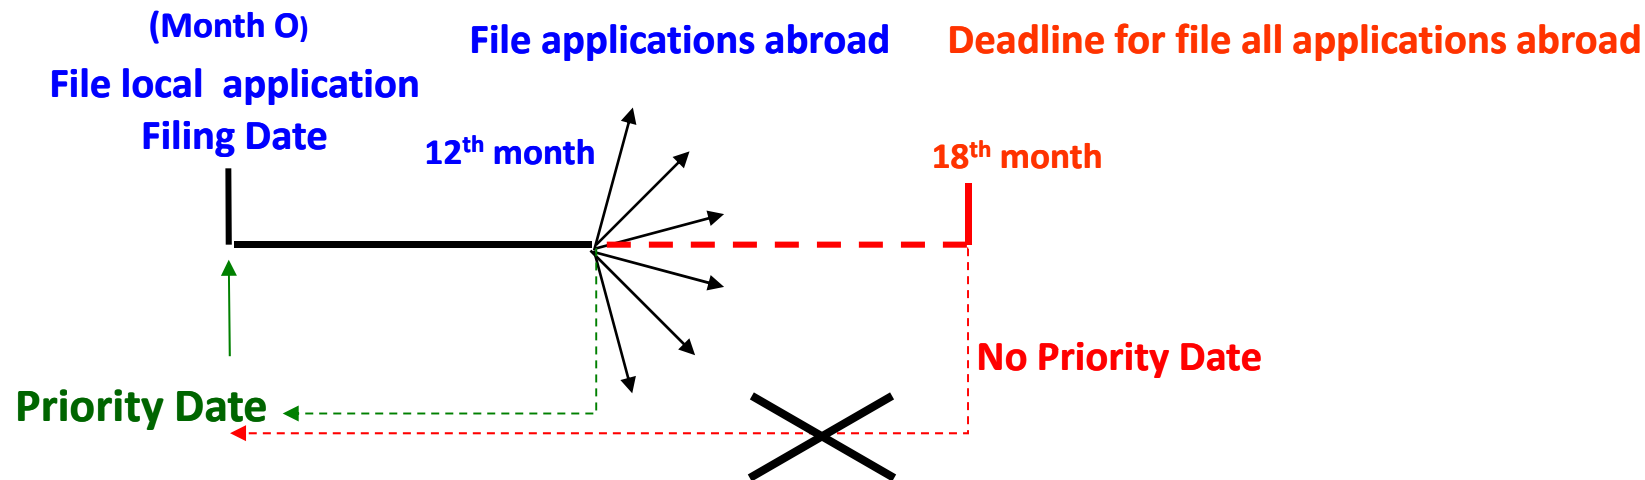 (Month O)
File local application
Filing Date
File applications abroad
Deadline for file all applications abroad
12th month
18th month
No Priority Date
Priority Date